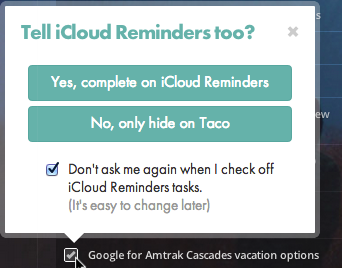 Tell iCloud Reminders too?
Yes, complete on iCloud Reminders
No, only hide on Taco
Don't ask me again when I check off
iCloud Reminders tasks.
(It's easy to change later)
Google for Amtrak Cascades vacation options